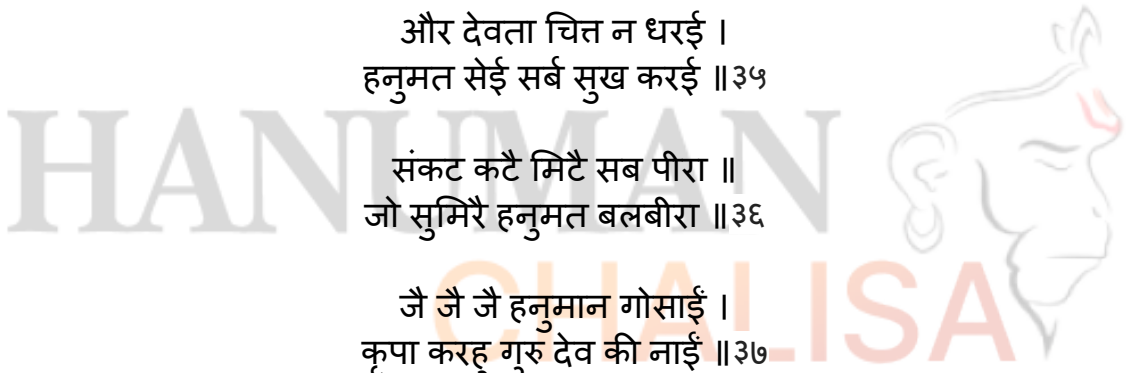 और देवता चित्त न धरई ।
हनुमत सेई सर्ब सुख करई ॥३५
संकट कटै मिटै सब पीरा ॥
जो सुमिरै हनुमत बलबीरा ॥३६
जै जै जै हनुमान गोसाईं ।
कृपा करहु गुरु देव की नाईं ॥३७
HANUMAN
CHALISA